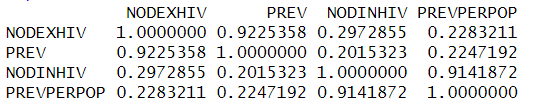 NODEXHIV PREV NODINHIV PREVPERPOP
NODEXHIV 1.0000000 0.9225358 0.2972855 0.2283211
PREV 0.9225358 1.0000000 0.2015323 0.2247192
NODINHIV 0.2972855 0.2015323 1.0000000 0.9141872
PREVPERPOP 0.2283211 0.2247192 0.9141872 1.0000000